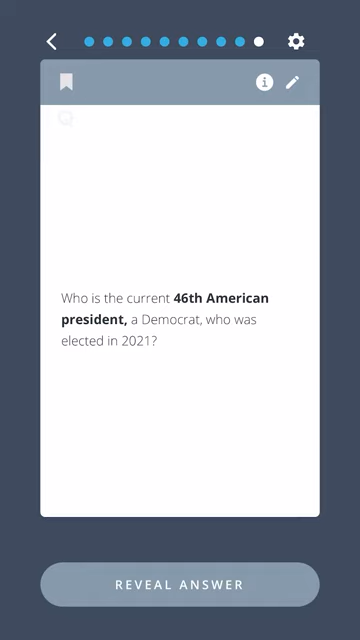 Who is the current 46th American
president, a Democrat, who was
elected in 2021?
REVEAL ANSWER